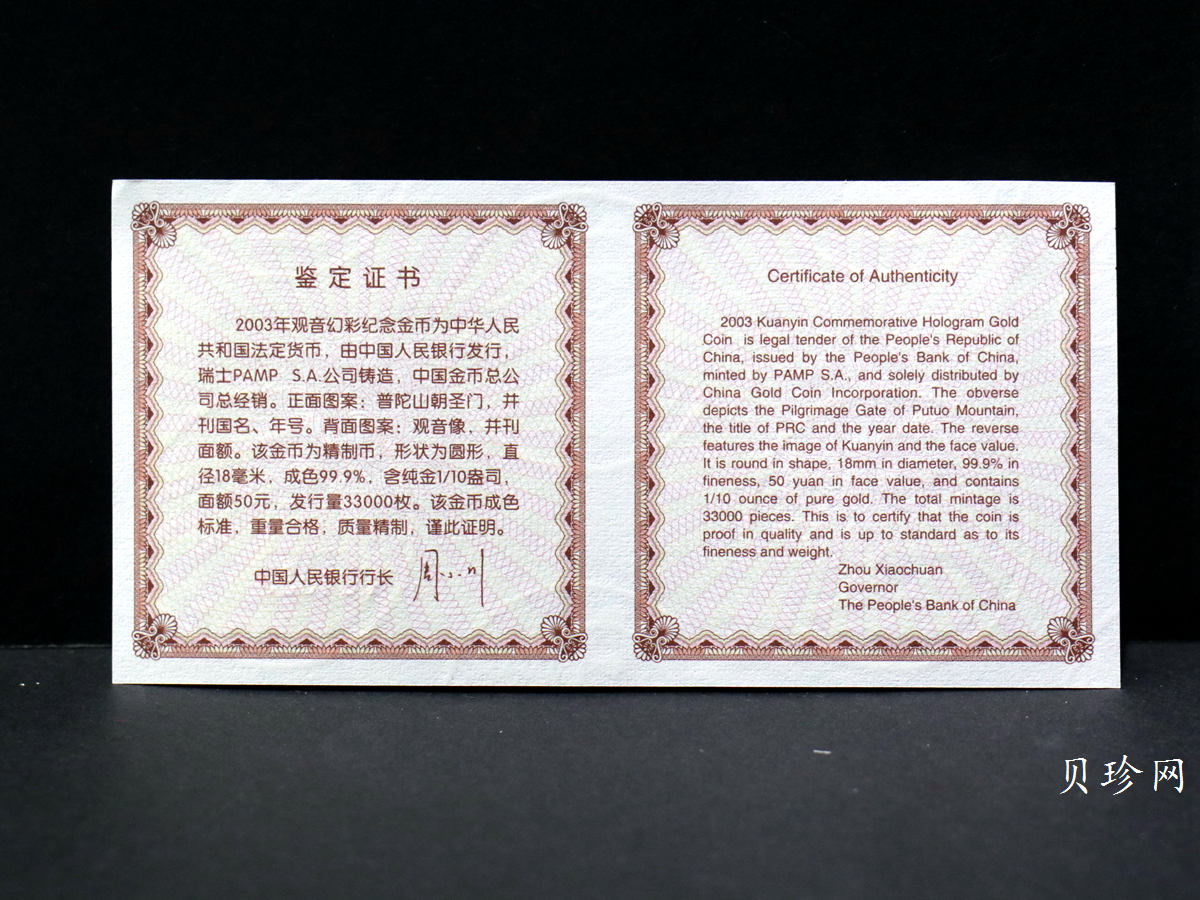 鉴定证书
2003年观音幻彩纪念金币为中华人民
共和国法定货币，由中国人民银行发行，
瑞士PAMP S.A.公司铸造，中国金币总公
司总经销。正面图案：普陀山朝圣门，并
刊国名、年号。背面图案：观音像，并刊
面额。该金币为精制币，形状为圆形，直
径18毫米，成色99.9%，含纯金1/10盎司，
面额50元，发行量33000枚。该金币成色
标准，重量合格，质量精制，谨此证明。
中国人民银行行长 周小川
Certificate of Authenticity
2003 Kuanyin Commemorative Hologram Gold
Coin is legal tender of the People's Republic of
China, issued by the People's Bank of China,
minted by PAMP S.A., and solely distributed by
China Gold Coin Incorporation. The obverse
depicts the Pilgrimage Gate of Putuo Mountain,
the title of PRC and the year date. The reverse
features the image of Kuanyin and the face value.
It is round in shape, 18mm in diameter, 99.9% in
fineness, 50 yuan in face value, and contains
1/10 ounce of pure gold. The total mintage is
33000 pieces. This is to certify that the coin is
proof in quality and is up to standard as to its
fineness and weight.
Zhou Xiaochuan
Governor
The People's Bank of China
贝珍网